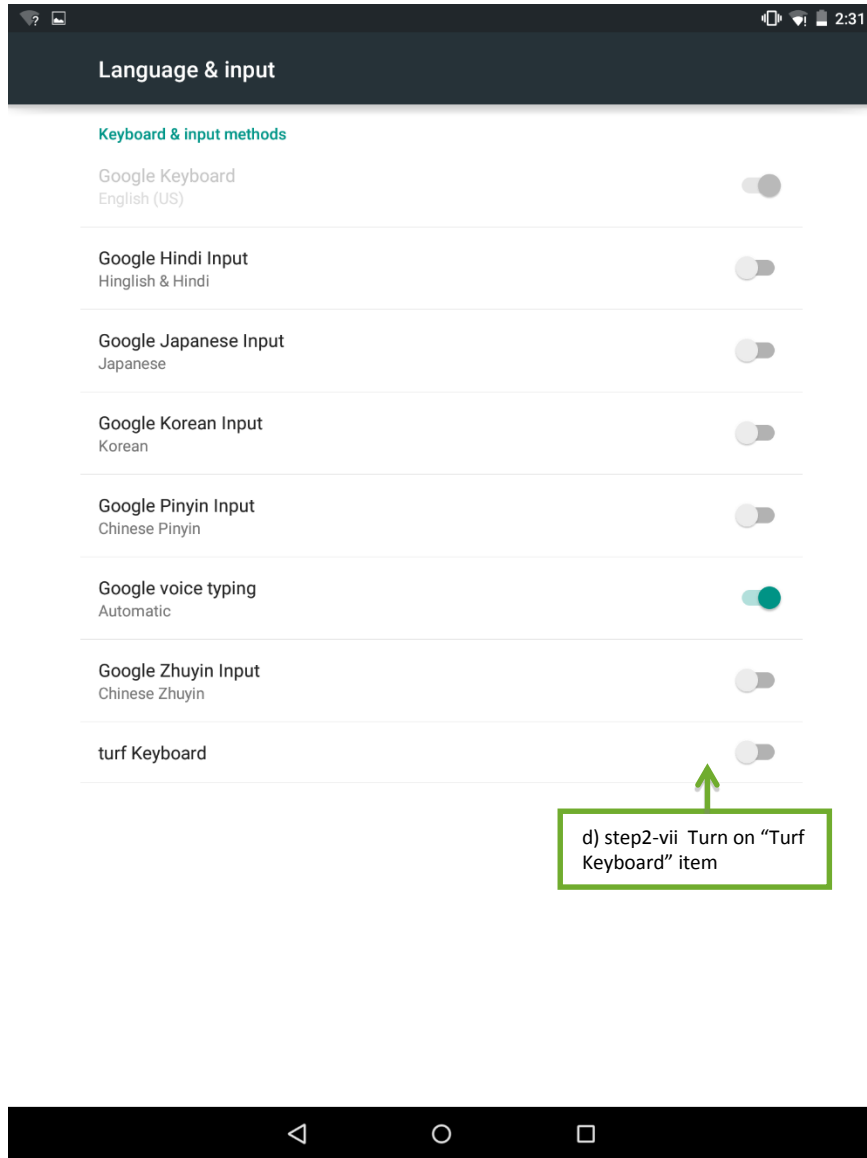 2:31
Language & input
Keyboard & input methods
Google Keyboard
English (US)
Google Hindi Input
Hinglish & Hindi
Google Japanese Input
Japanese
Google Korean Input
Korean
Google Pinyin Input
Chinese Pinyin
Google voice typing
Automatic
Google Zhuyin Input
Chinese Zhuyin
turf Keyboard
d) step2-vii  Turn on “Turf
Keyboard” item